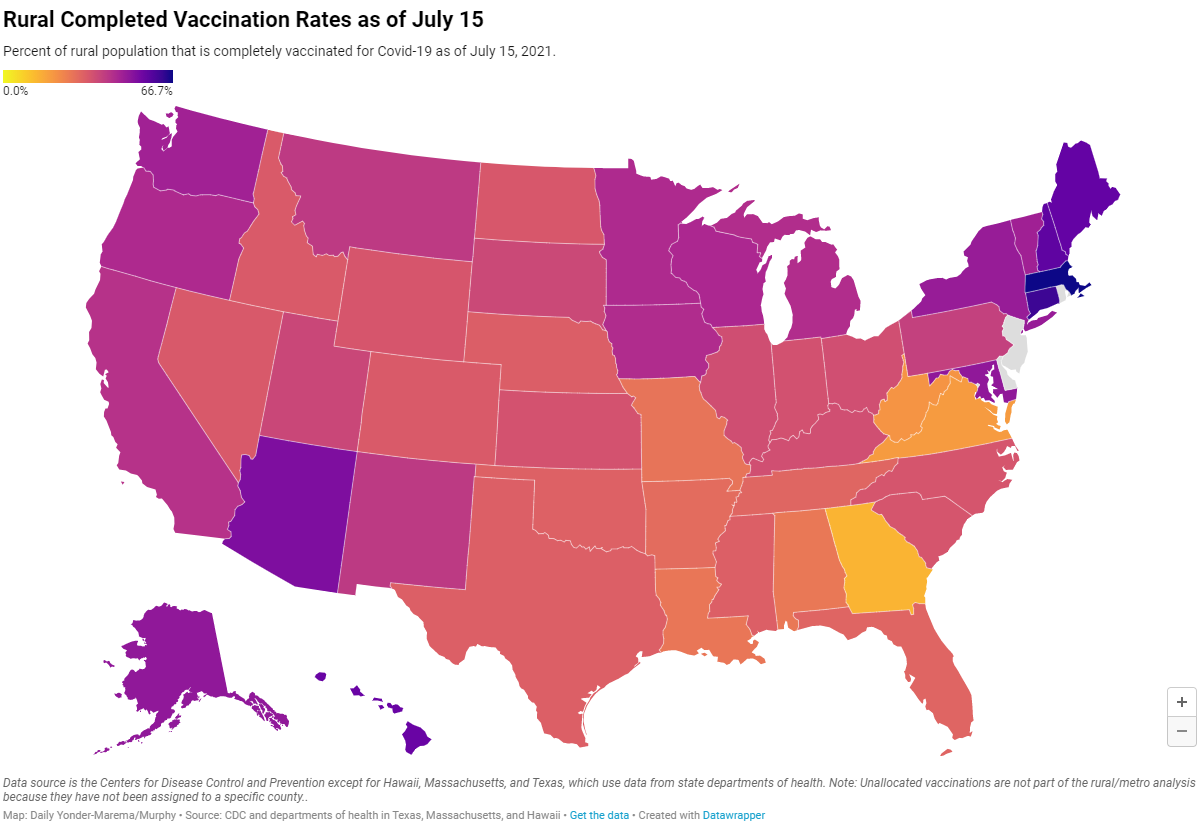 Rural Completed Vaccination Rates as of July 15
Percent of rural population that is completely vaccinated for Covid-19 as of July 15, 2021.
0.0% 66.7%
+
−
Data source is the Centers for Disease Control and Prevention except for Hawaii, Massachusetts, and Texas, which use data from state departments of health. Note: Unallocated vaccinations are not part of the rural/metro analysis
because they have not been assigned to a specific county..
Map: Daily Yonder-Marema/Murphy • Source: CDC and departments of health in Texas, Massachusetts, and Hawaii • Get the data • Created with Datawrapper